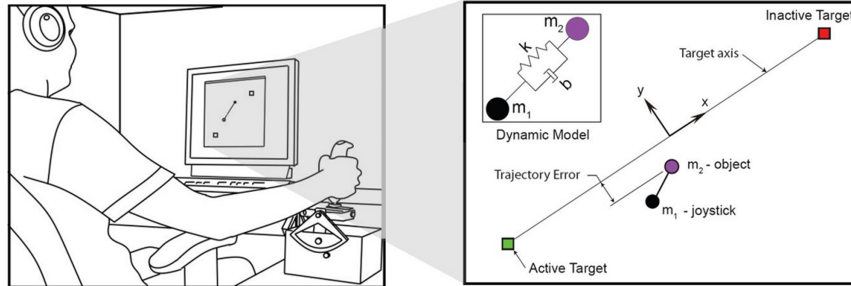 Inactive Target
m2
k
b
m1
Dynamic Model
Target axis
y
x
Trajectory Error
m2 - object
m1 - joystick
Active Target